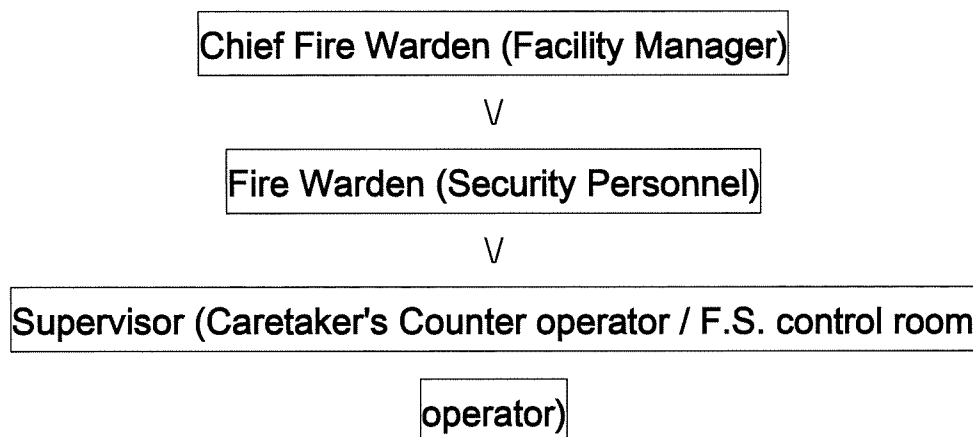 Chief Fire Warden (Facility Manager)
\/
Fire Warden (Security Personnel)
\/
Supervisor (Caretaker's Counter operator / F.S. control room
operator)